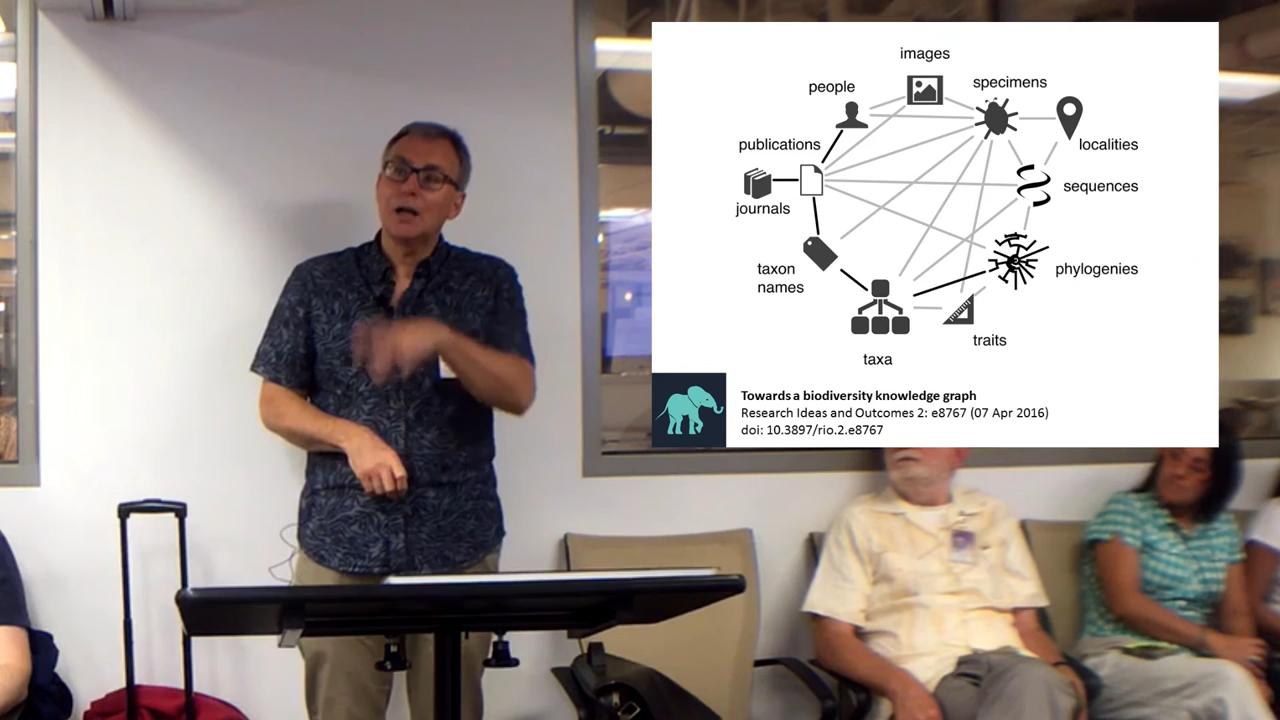 images
people
specimens
publications
localities
journals
sequences
taxon
names
phylogenies
traits
taxa
Towards a biodiversity knowledge graph
Research Ideas and Outcomes 2: e8767 (07 Apr 2016)
doi: 10.3897/rio.2.e8767